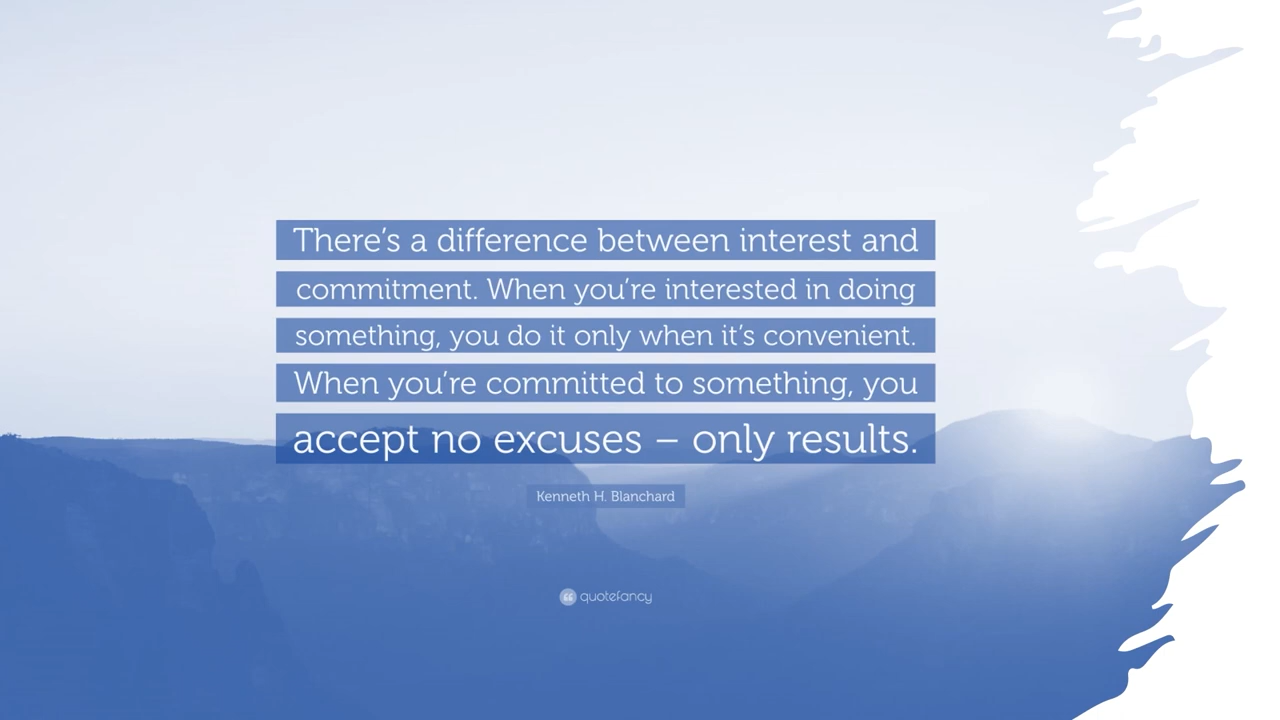 There’s a difference between interest and
commitment. When you’re interested in doing
something, you do it only when it’s convenient.
When you’re committed to something, you
accept no excuses – only results.
Kenneth H. Blanchard
quotefancy